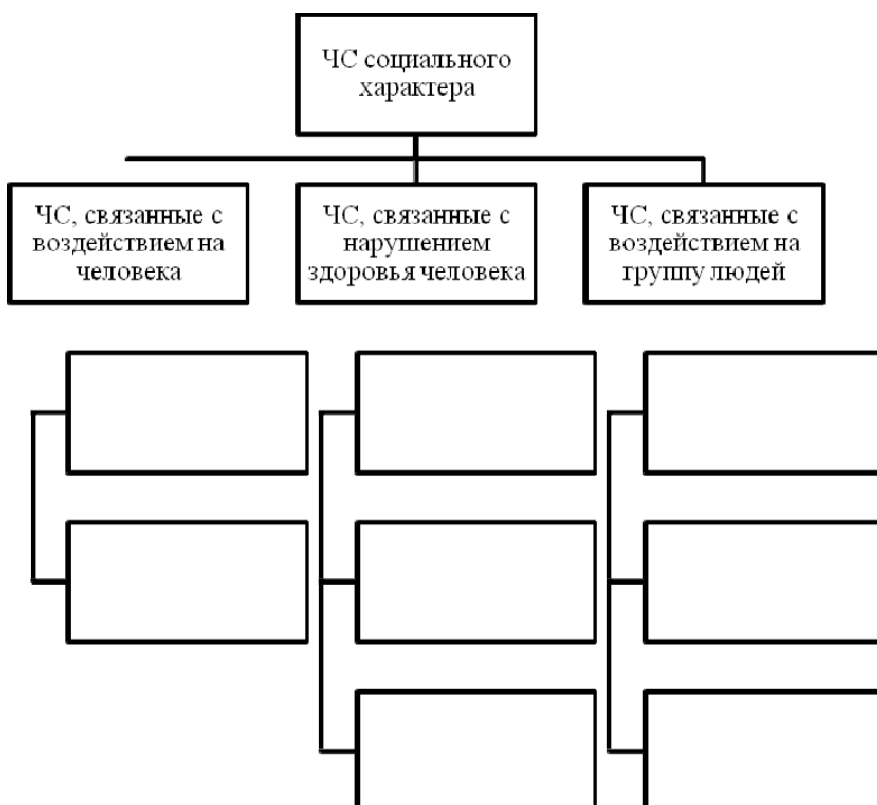 ЧС социального
характера
ЧС, связанные с
воздействием на
человека
ЧС, связанные с
нарушением
здоровья человека
ЧС, связанные с
воздействием на
группу людей